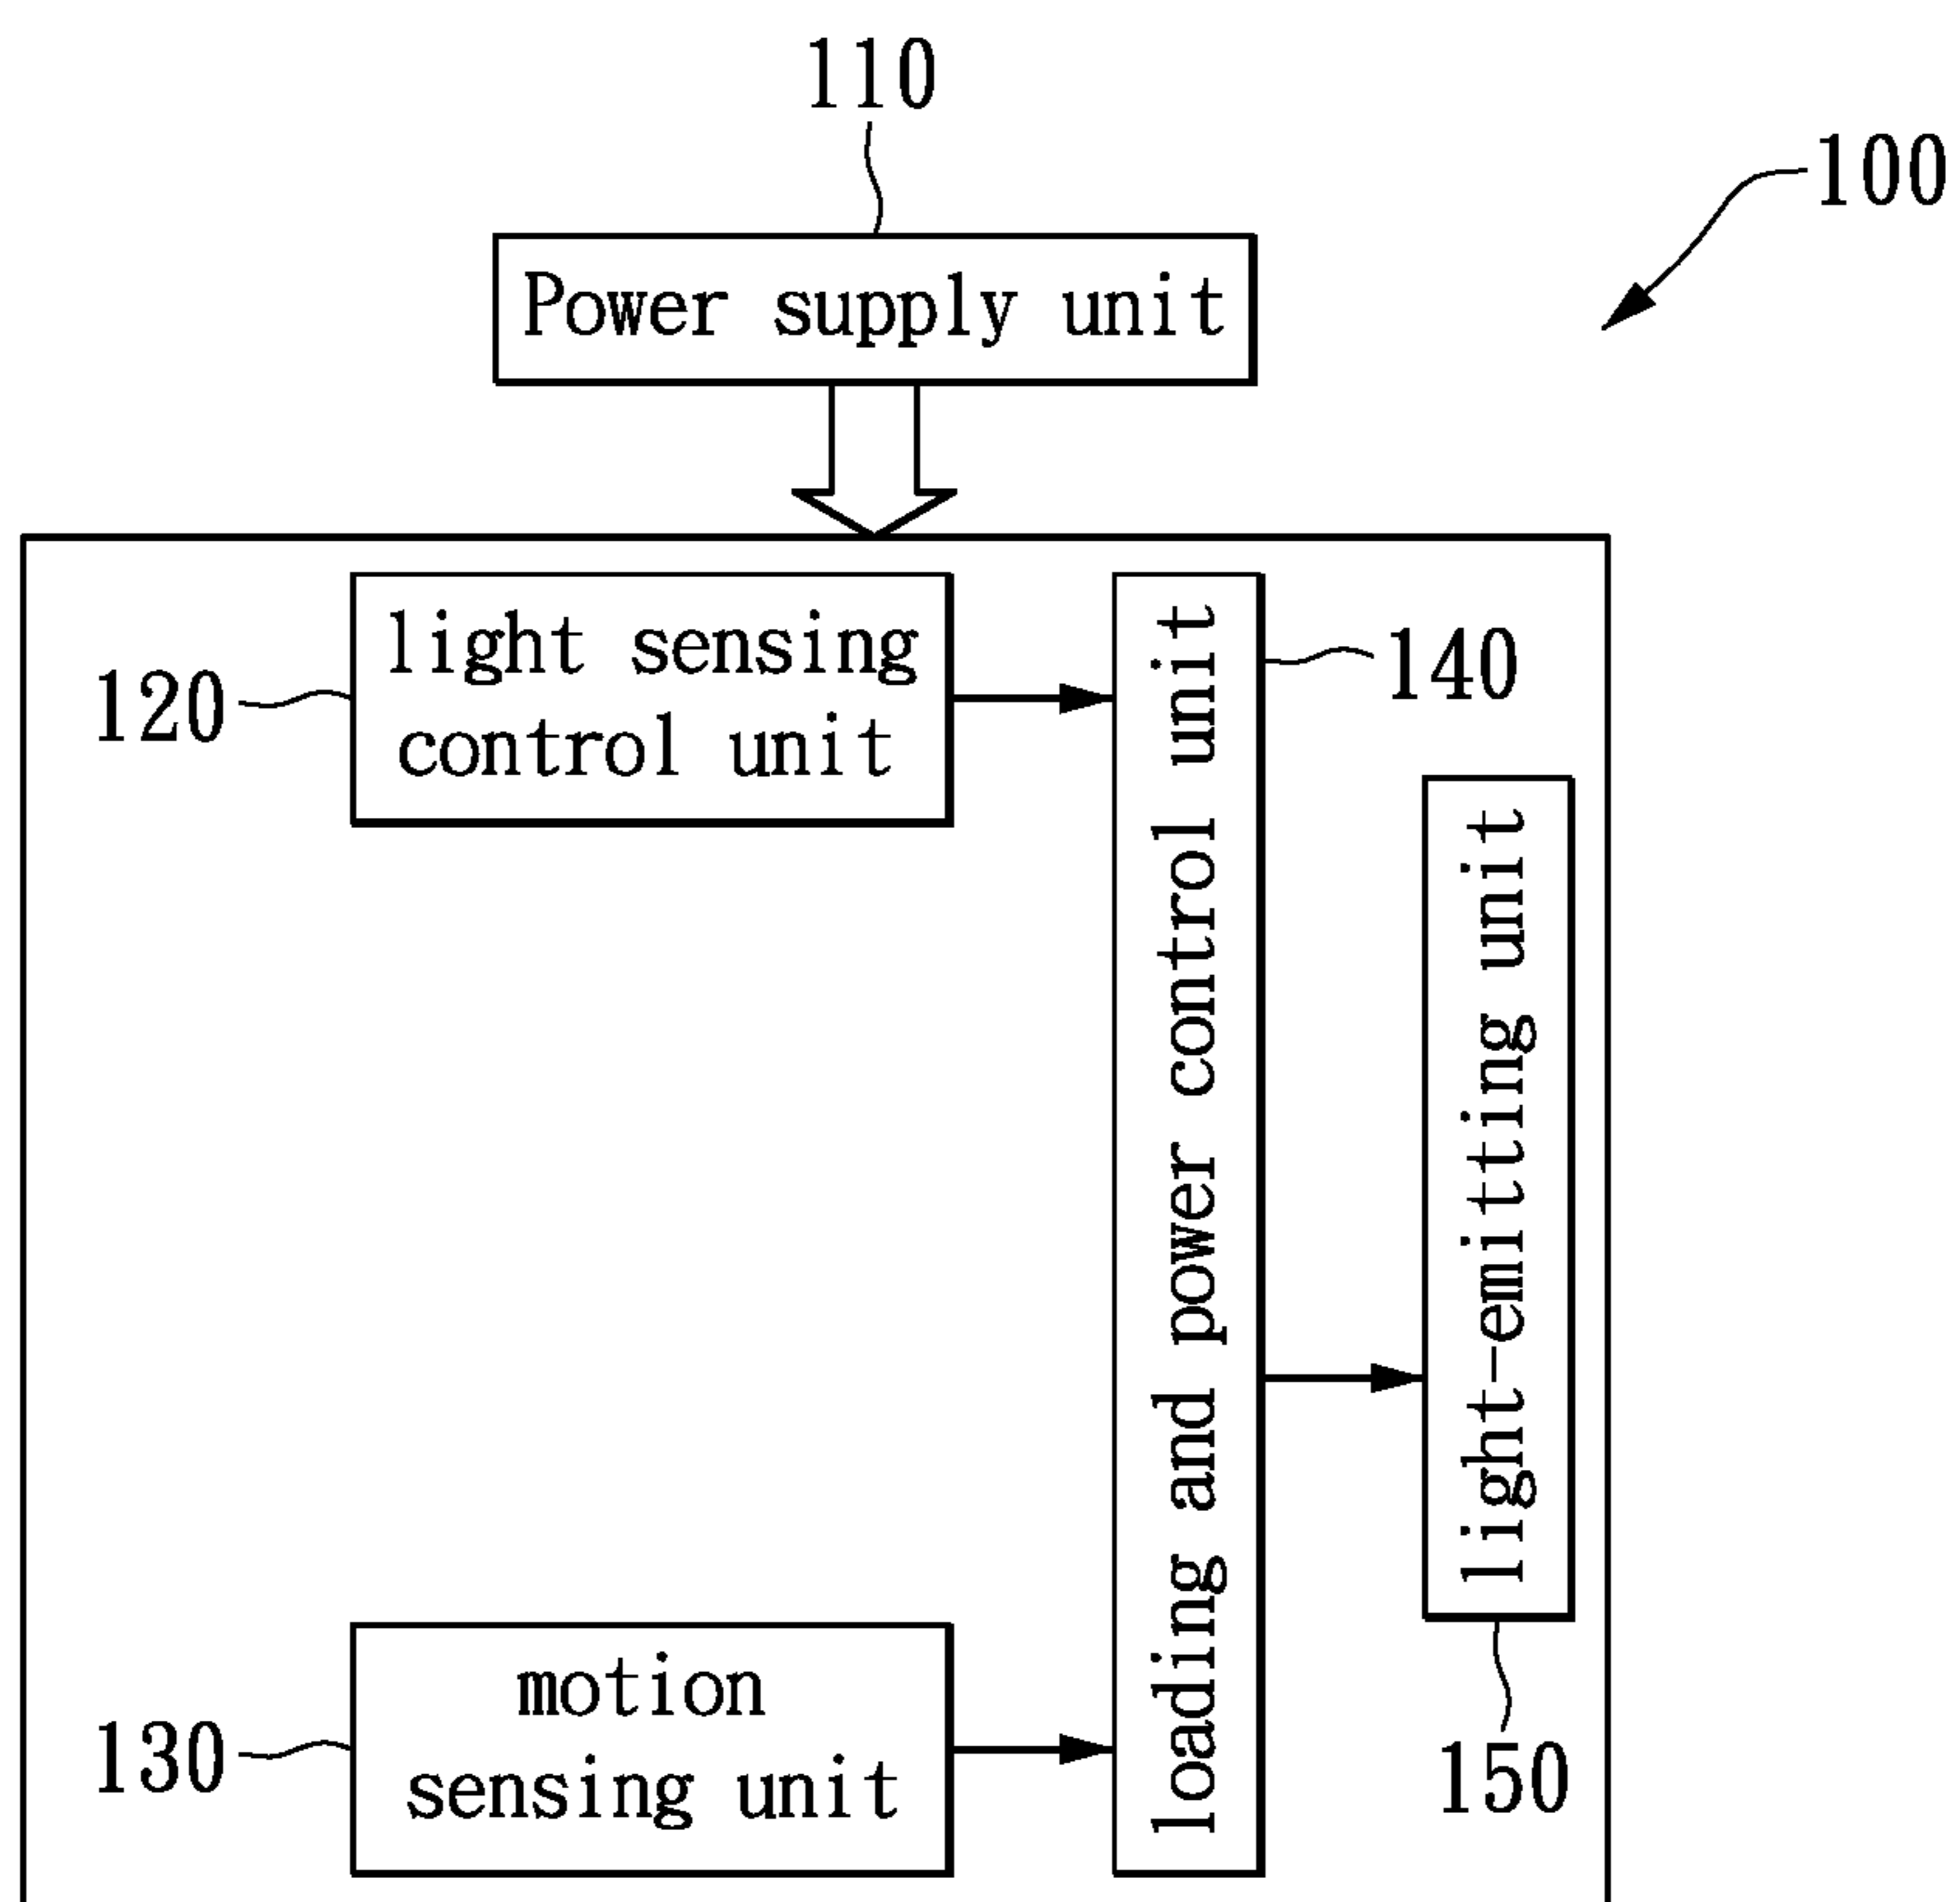 110
100
Power supply unit
light sensing
control unit
120
140
loading and power control unit
light-emitting unit
motion
sensing unit
130
150